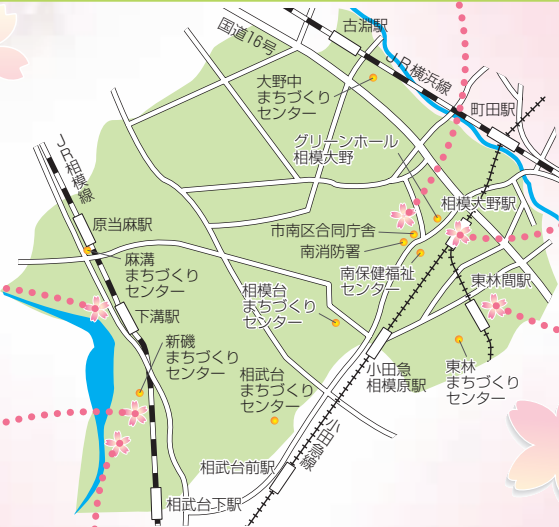 古淵駅
国道16号
JR横浜線
大野中
まちづくり
センター
町田駅
グリーンホール
相模大野
JR相模線
相模大野駅
原当麻駅
市南区合同庁舎
南消防署
麻溝
まちづくり
センター
南保健福祉
センター
東林間駅
相模台
まちづくり
センター
下溝駅
新磯
まちづくり
センター
小田急
相模原駅
東林
まちづくり
センター
相武台
まちづくり
センター
小田急線
相武台前駅
相武台下駅